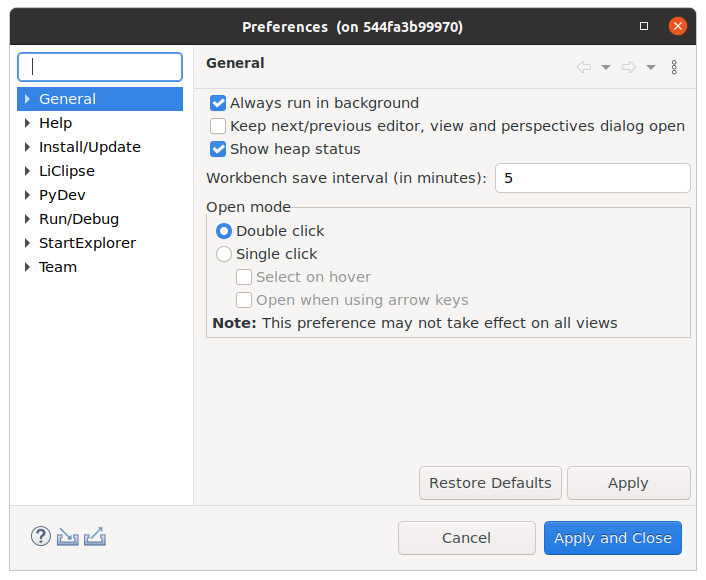 Preferences (on 544fa3b99970)
General
General
Help
Install/Update
LiClipse
PyDev
Run/Debug
StartExplorer
Team
Always run in background
Keep next/previous editor, view and perspectives dialog open
Show heap status
Workbench save interval (in minutes): 5
Open mode
Double click
Single click
Select on hover
Open when using arrow keys
Note: This preference may not take effect on all views
Restore Defaults Apply
? Cancel Apply and Close